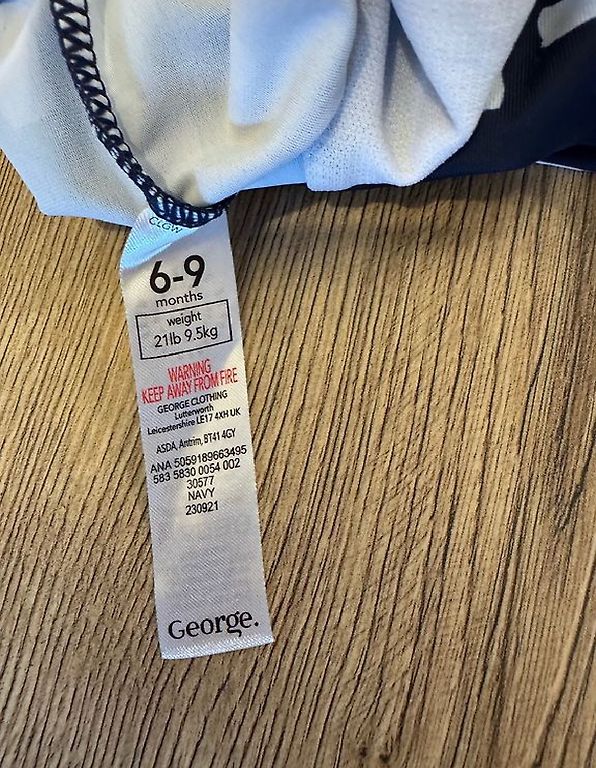 CLGW
6-9
months
weight
21lb 9.5kg
WARNING
KEEP AWAY FROM FIRE
GEORGE CLOTHING
Lutterworth
Leicestershire LE17 4XH UK
ASDA, Antrim, BT41 4GY
ANA 5059189663495
583 5830 0054 002
30577
NAVY
230921
George.